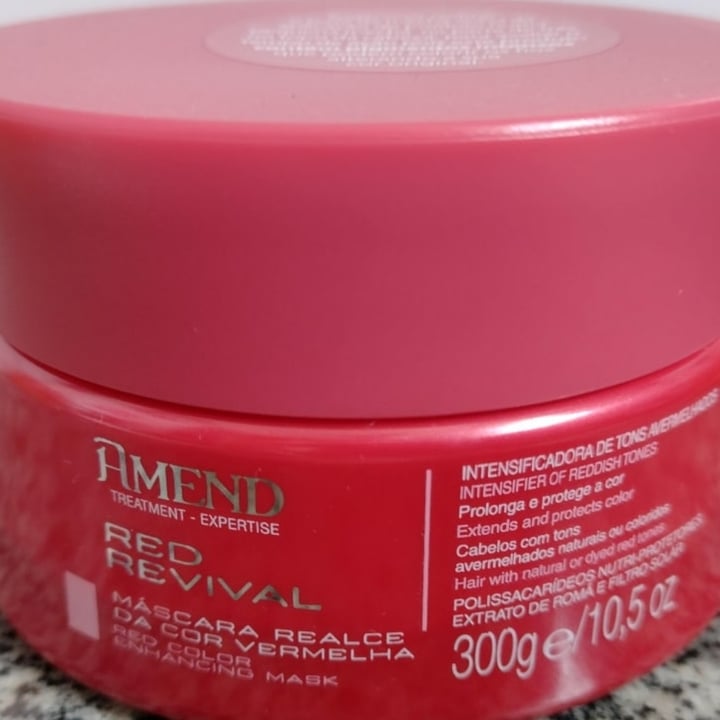 AMEND
TREATMENT - EXPERTISE
RED
REVIVAL
MÁSCARA REALCE
DA COR VERMELHA
RED COLOR
ENHANCING MASK
INTENSIFICADORA DE TONS AVERMELHADOS
INTENSIFIER OF REDDISH TONES
Prolonga e protege a cor
Extends and protects color
Cabelos com tons
avermelhados naturais ou coloridos
Hair with natural or dyed red tones
POLISSACARÍDEOS NUTRI-PROTETORES
EXTRATO DE ROMÃ E FILTRO SOLAR
300g e/10,5 oz